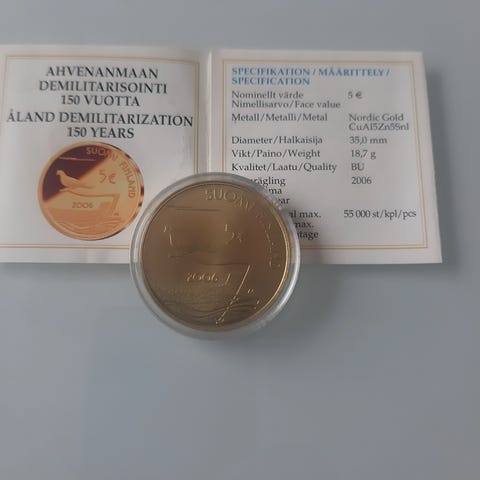 AHVENANMAAN
DEMILITARISOINTI
150 VUOTTA
ÅLAND DEMILITARIZATION
150 YEARS
SUOMI FINLAND
5€
2006
SPECIFIKATION / MÄÄRITTELY /
SPECIFICATION
Nominellt värde
Nimellisarvo/Face value 5 €
Metall/Metalli/Metal Nordic Gold
CuAl5Zn5Sn1
Diameter/Halkaisija 35,0 mm
Vikt/Paino/Weight 18,7 g
Kvalitet/Laatu/Quality BU
2006
max. 55 000 st/kpl/pcs
max.
SUOMI FINLAND
5€
2006